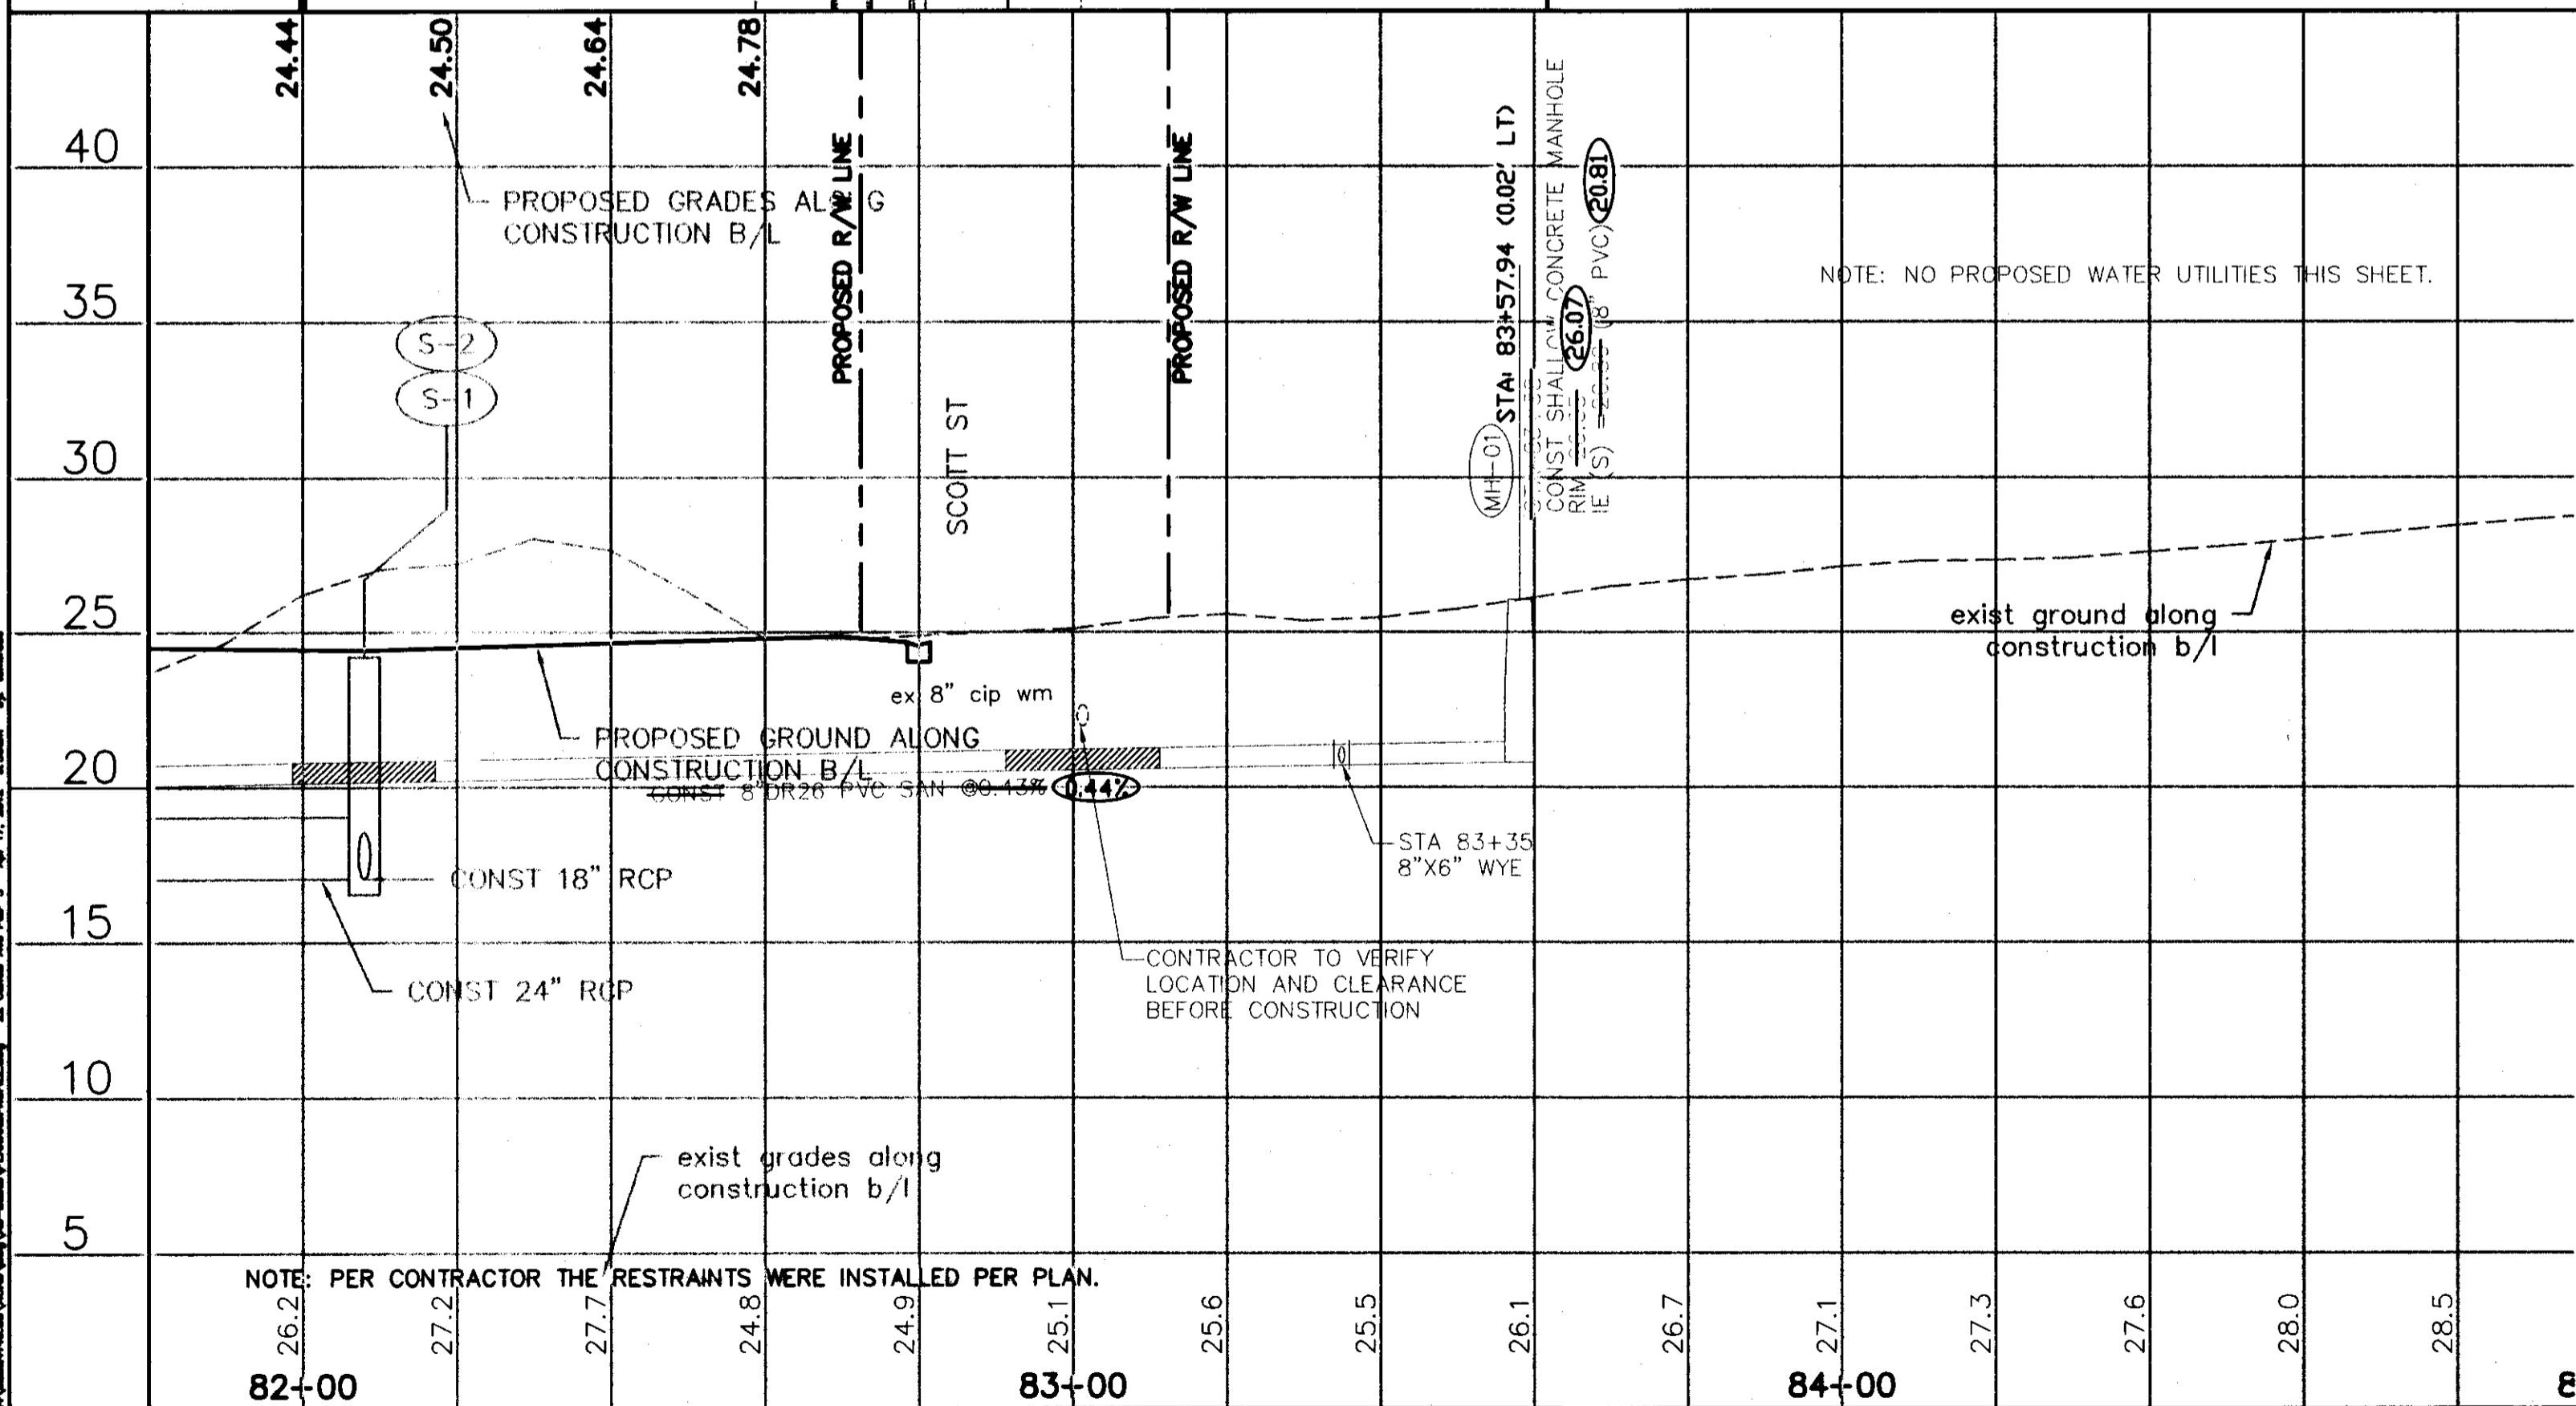 24.44
24.50
24.64
24.78
40
35
30
25
20
15
10
5
PROPOSED GRADES AL G
CONSTRUCTION B/L
S-2
S-1
PROPOSED R/W LINE
SCOTT ST
PROPOSED R/W LINE
MH-01
STA: 83+57.94 (0.02' LT)
CONST SHALLOW CONCRETE MANHOLE
RIM 26.07
IE (S) = (8" PVC) 20.81
NOTE: NO PROPOSED WATER UTILITIES THIS SHEET.
exist ground along
construction b/l
ex 8" cip wm
PROPOSED GROUND ALONG
CONSTRUCTION B/L
CONST 8"DR26 PVC SAN @0.43% 0.44%
STA 83+35
8"X6" WYE
CONST 18" RCP
CONST 24" RCP
CONTRACTOR TO VERIFY
LOCATION AND CLEARANCE
BEFORE CONSTRUCTION
exist grades along
construction b/l
NOTE: PER CONTRACTOR THE RESTRAINTS WERE INSTALLED PER PLAN.
26.2
27.2
27.7
24.8
24.9
25.1
25.6
25.5
26.1
26.7
27.1
27.3
27.6
28.0
28.5
82+00
83+00
84+00